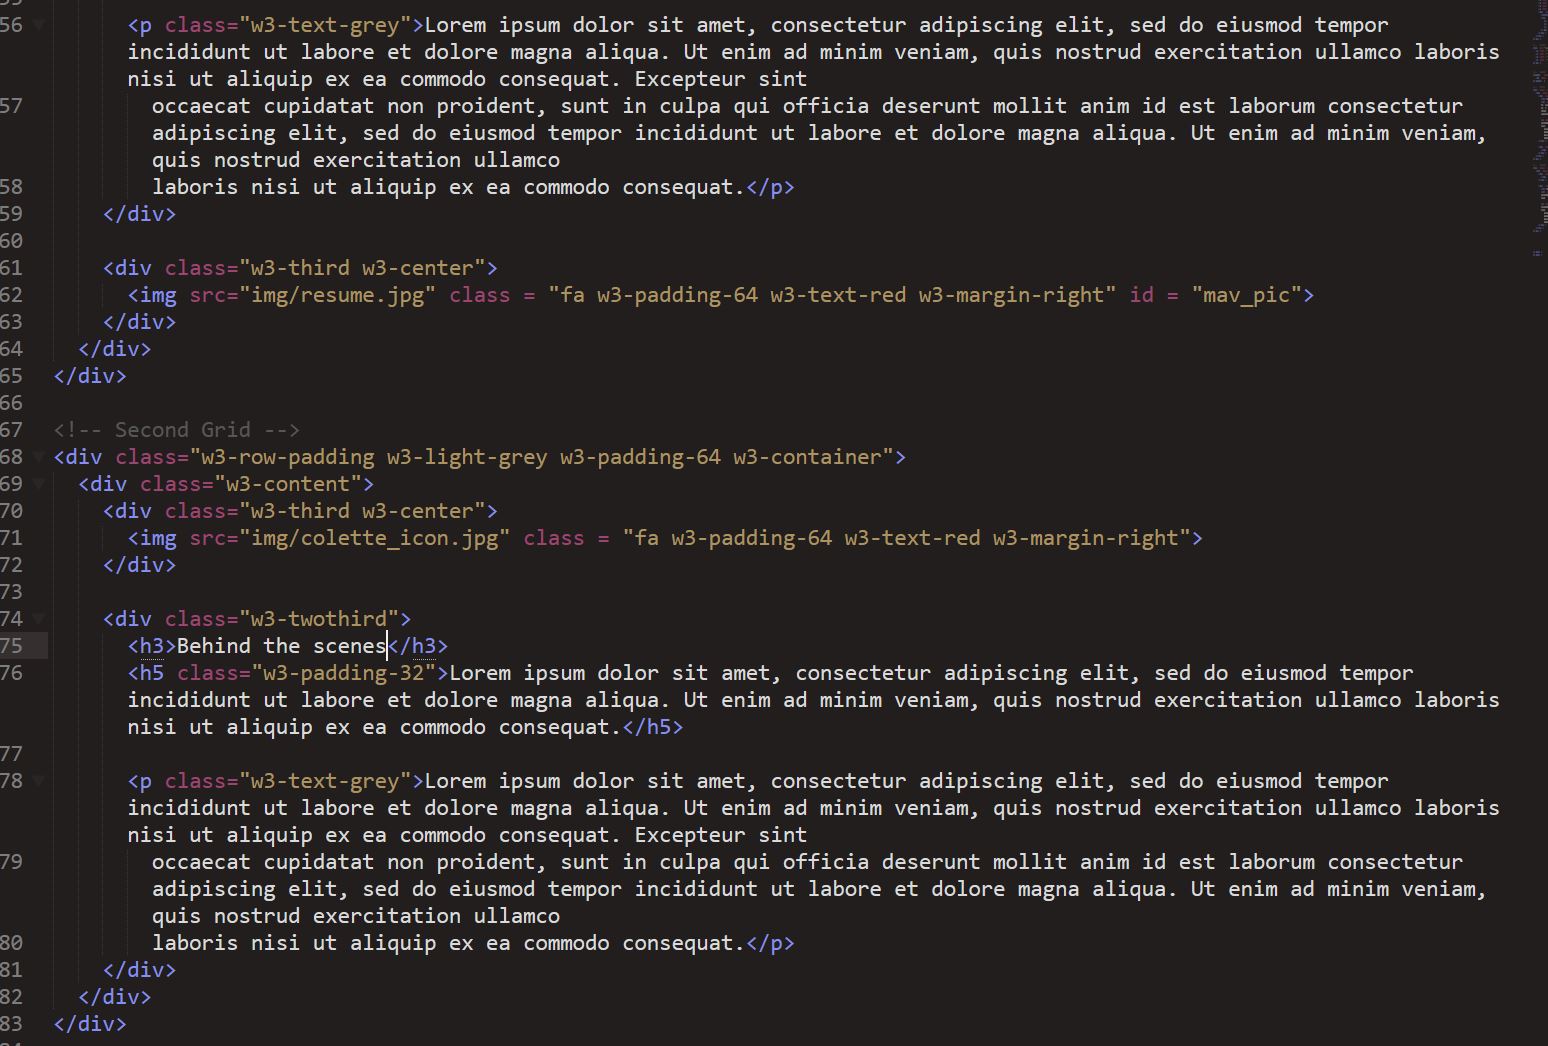 56 <p class="w3-text-grey">Lorem ipsum dolor sit amet, consectetur adipiscing elit, sed do eiusmod tempor
incididunt ut labore et dolore magna aliqua. Ut enim ad minim veniam, quis nostrud exercitation ullamco laboris
nisi ut aliquip ex ea commodo consequat. Excepteur sint
57 occaecat cupidatat non proident, sunt in culpa qui officia deserunt mollit anim id est laborum consectetur
adipiscing elit, sed do eiusmod tempor incididunt ut labore et dolore magna aliqua. Ut enim ad minim veniam,
quis nostrud exercitation ullamco
58 laboris nisi ut aliquip ex ea commodo consequat.</p>
59 </div>
60
61 <div class="w3-third w3-center">
62 <img src="img/resume.jpg" class = "fa w3-padding-64 w3-text-red w3-margin-right" id = "mav_pic">
63 </div>
64 </div>
65 </div>
66
67 <!-- Second Grid -->
68 <div class="w3-row-padding w3-light-grey w3-padding-64 w3-container">
69 <div class="w3-content">
70 <div class="w3-third w3-center">
71 <img src="img/colette_icon.jpg" class = "fa w3-padding-64 w3-text-red w3-margin-right">
72 </div>
73
74 <div class="w3-twothird">
75 <h3>Behind the scenes</h3>
76 <h5 class="w3-padding-32">Lorem ipsum dolor sit amet, consectetur adipiscing elit, sed do eiusmod tempor
incididunt ut labore et dolore magna aliqua. Ut enim ad minim veniam, quis nostrud exercitation ullamco laboris
nisi ut aliquip ex ea commodo consequat.</h5>
77
78 <p class="w3-text-grey">Lorem ipsum dolor sit amet, consectetur adipiscing elit, sed do eiusmod tempor
incididunt ut labore et dolore magna aliqua. Ut enim ad minim veniam, quis nostrud exercitation ullamco laboris
nisi ut aliquip ex ea commodo consequat. Excepteur sint
79 occaecat cupidatat non proident, sunt in culpa qui officia deserunt mollit anim id est laborum consectetur
adipiscing elit, sed do eiusmod tempor incididunt ut labore et dolore magna aliqua. Ut enim ad minim veniam,
quis nostrud exercitation ullamco
80 laboris nisi ut aliquip ex ea commodo consequat.</p>
81 </div>
82 </div>
83 </div>